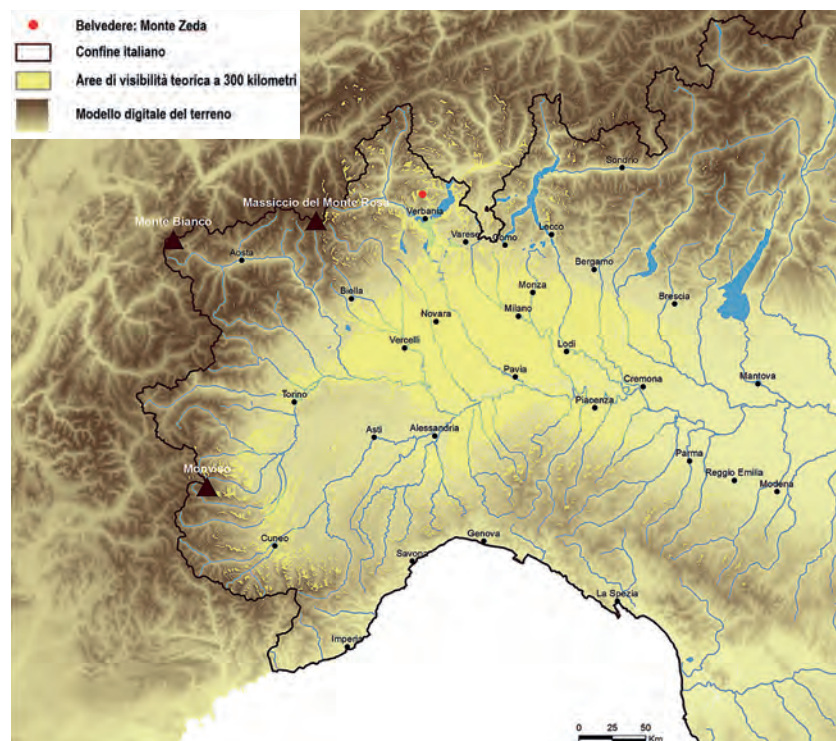 Belvedere: Monte Zeda
Confine italiano
Aree di visibilità teorica a 300 kilometri
Modello digitale del terreno
Sondrio
Massiccio del Monte Rosa
Verbania
Monte Bianco
Varese
Como
Lecco
Aosta
Bergamo
Biella
Monza
Brescia
Novara
Milano
Vercelli
Lodi
Pavia
Cremona
Mantova
Torino
Piacenza
Asti
Alessandria
Parma
Monviso
Reggio Emilia
Modena
Cuneo
Genova
Savona
La Spezia
Imperia
0 12,5 25 50
Km